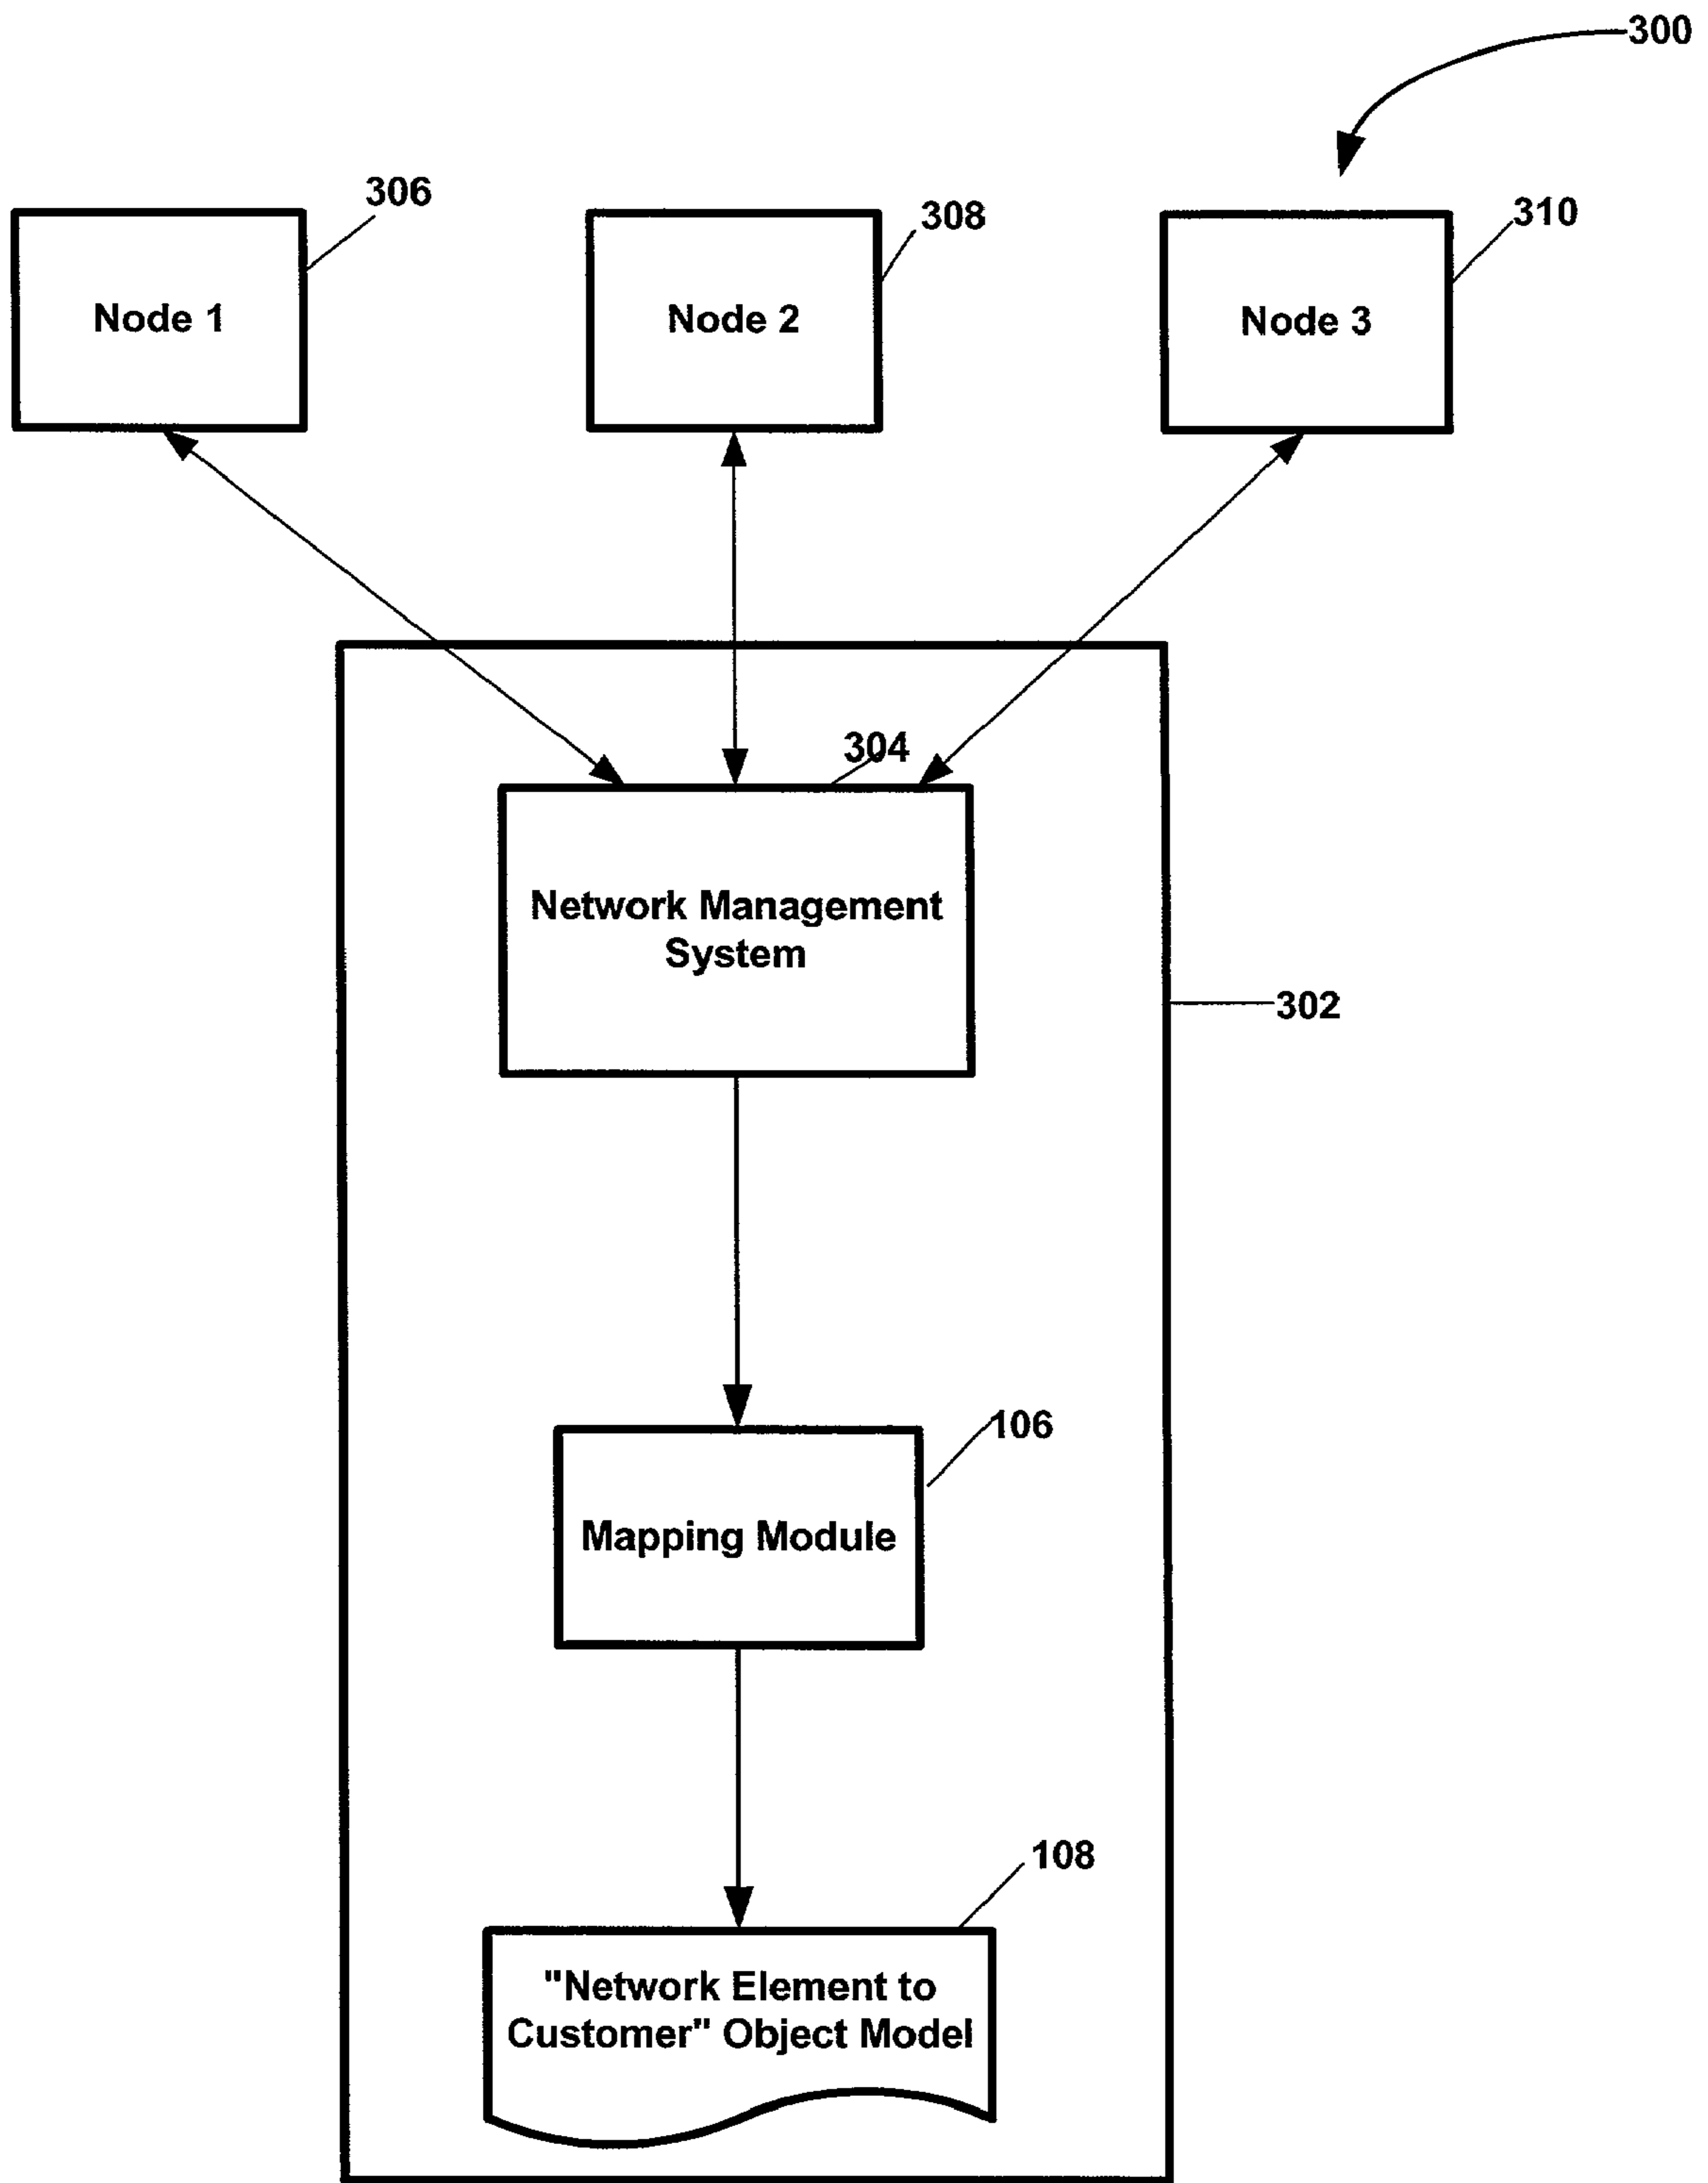 300
306
308
310
Node 1
Node 2
Node 3
304
Network Management
System
302
106
Mapping Module
108
"Network Element to
Customer" Object Model